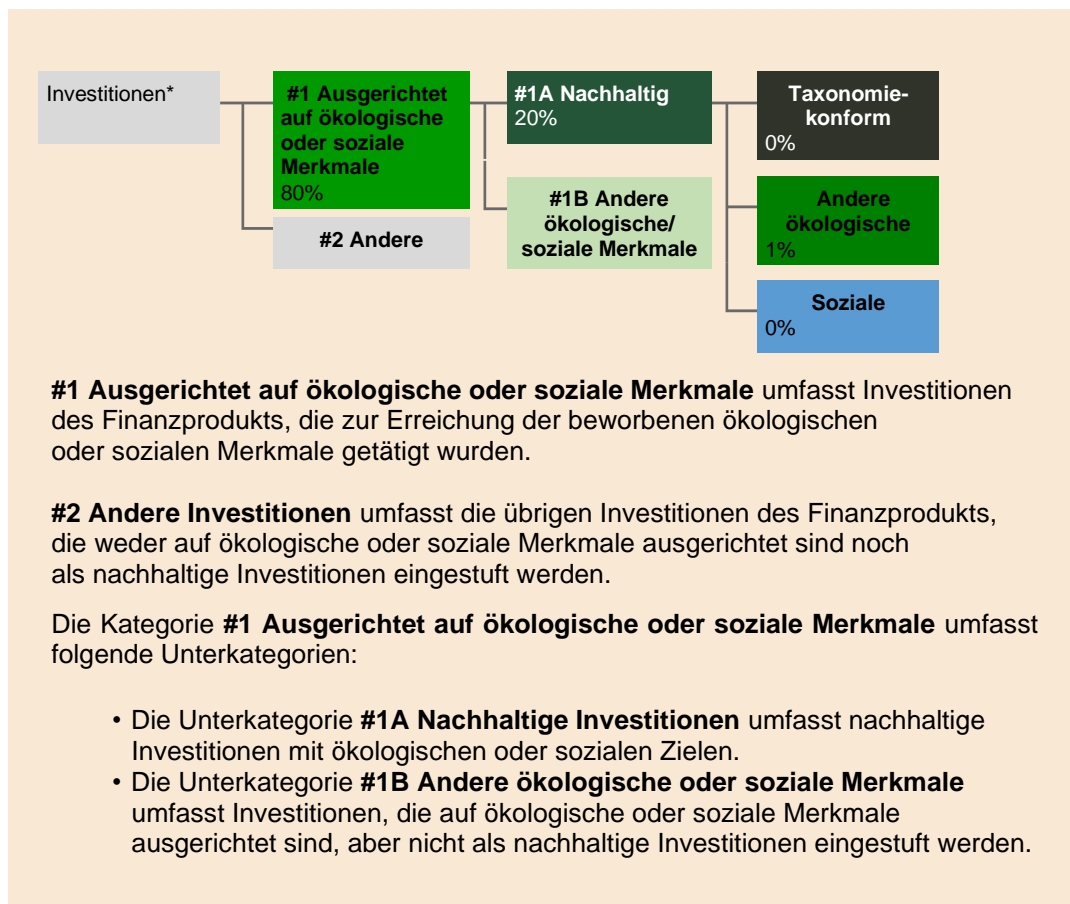 Investitionen*
#1 Ausgerichtet
auf ökologische
oder soziale
Merkmale
80%
#2 Andere
#1A Nachhaltig
20%
#1B Andere
ökologische/
soziale Merkmale
Taxonomie-
konform
0%
Andere
ökologische
1%
Soziale
0%
#1 Ausgerichtet auf ökologische oder soziale Merkmale umfasst Investitionen
des Finanzprodukts, die zur Erreichung der beworbenen ökologischen
oder sozialen Merkmale getätigt wurden.
#2 Andere Investitionen umfasst die übrigen Investitionen des Finanzprodukts,
die weder auf ökologische oder soziale Merkmale ausgerichtet sind noch
als nachhaltige Investitionen eingestuft werden.
Die Kategorie #1 Ausgerichtet auf ökologische oder soziale Merkmale umfasst
folgende Unterkategorien:
• Die Unterkategorie #1A Nachhaltige Investitionen umfasst nachhaltige
Investitionen mit ökologischen oder sozialen Zielen.
• Die Unterkategorie #1B Andere ökologische oder soziale Merkmale
umfasst Investitionen, die auf ökologische oder soziale Merkmale
ausgerichtet sind, aber nicht als nachhaltige Investitionen eingestuft werden.